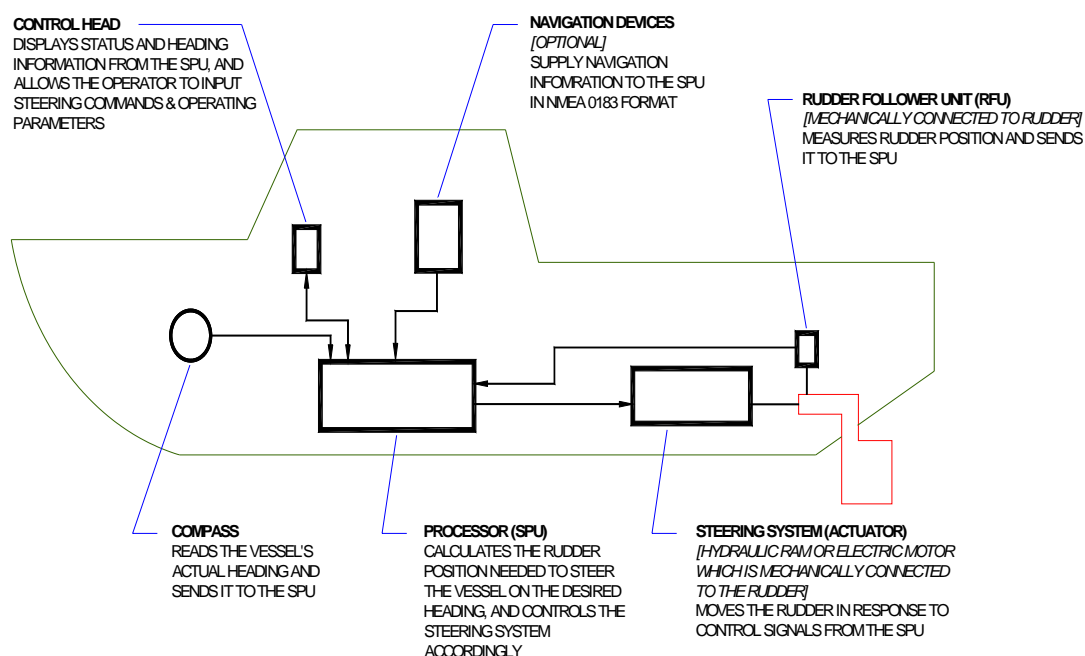 CONTROL HEAD
DISPLAYS STATUS AND HEADING
INFORMATION FROM THE SPU, AND
ALLOWS THE OPERATOR TO INPUT
STEERING COMMANDS & OPERATING
PARAMETERS
NAVIGATION DEVICES
[OPTIONAL]
SUPPLY NAVIGATION
INFOMRATION TO THE SPU
IN NMEA 0183 FORMAT
RUDDER FOLLOWER UNIT (RFU)
[MECHANICALLY CONNECTED TO RUDDER]
MEASURES RUDDER POSITION AND SENDS
IT TO THE SPU
COMPASS
READS THE VESSEL'S
ACTUAL HEADING AND
SENDS IT TO THE SPU
PROCESSOR (SPU)
CALCULATES THE RUDDER
POSITION NEEDED TO STEER
THE VESSEL ON THE DESIRED
HEADING, AND CONTROLS THE
STEERING SYSTEM
ACCORDINGLY
STEERING SYSTEM (ACTUATOR)
[HYDRAULIC RAM OR ELECTRIC MOTOR
WHICH IS MECHANICALLY CONNECTED
TO THE RUDDER]
MOVES THE RUDDER IN RESPONSE TO
CONTROL SIGNALS FROM THE SPU